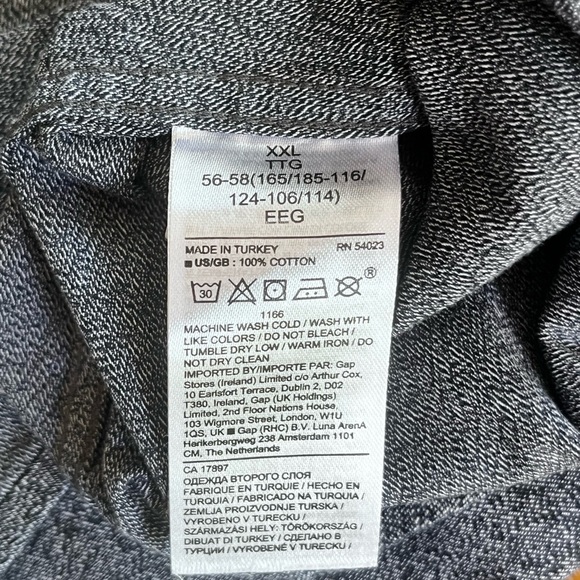 XXL
TTG
56-58(165/185-116/
124-106/114)
EEG
MADE IN TURKEY RN 54023
■ US/GB : 100% COTTON
30 ®
1166
MACHINE WASH COLD / WASH WITH
LIKE COLORS / DO NOT BLEACH /
TUMBLE DRY LOW / WARM IRON / DO
NOT DRY CLEAN
IMPORTED BY/IMPORTE PAR: Gap
Stores (Ireland) Limited c/o Arthur Cox,
10 Earlsfort Terrace, Dublin 2, D02
T380, Ireland, Gap (UK Holdings)
Limited, 2nd Floor Nations House,
103 Wigmore Street, London, W1U
1QS, UK ■ Gap (RHC) B.V. Luna ArenA
Herikerbergweg 238 Amsterdam 1101
CM, The Netherlands
CA 17897
ОДЕЖДА ВТОРОГО СЛОЯ
FABRIQUE EN TURQUIE / HECHO EN
TURQUIA / FABRICADO NA TURQUIA /
ZEMLJA PROIZVODNJE TURSKA /
VYROBENO V TURECKU /
SZÁRMAZÁSI HELY: TÖRÖKORSZÁG /
DIBUAT DI TURKEY / СДЕЛАНО В
ТУРЦИИ / VYROBENÉ V TURECKU /